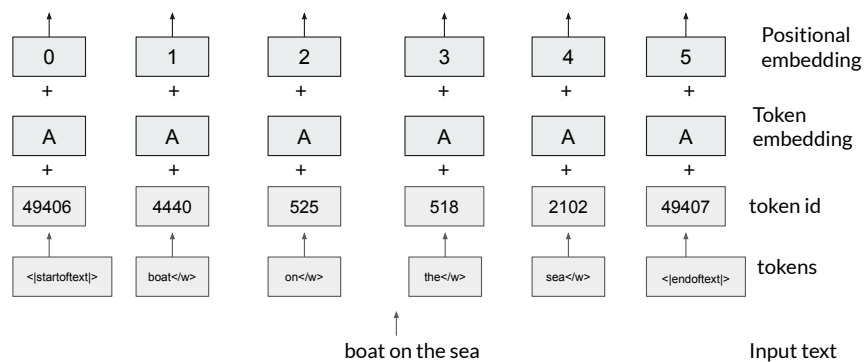 0 1 2 3 4 5 Positional
embedding
+ + + + + +
A A A A A A Token
embedding
+ + + + + +
49406 4440 525 518 2102 49407 token id
<|startoftext|> boat</w> on</w> the</w> sea</w> <|endoftext|> tokens
boat on the sea Input text